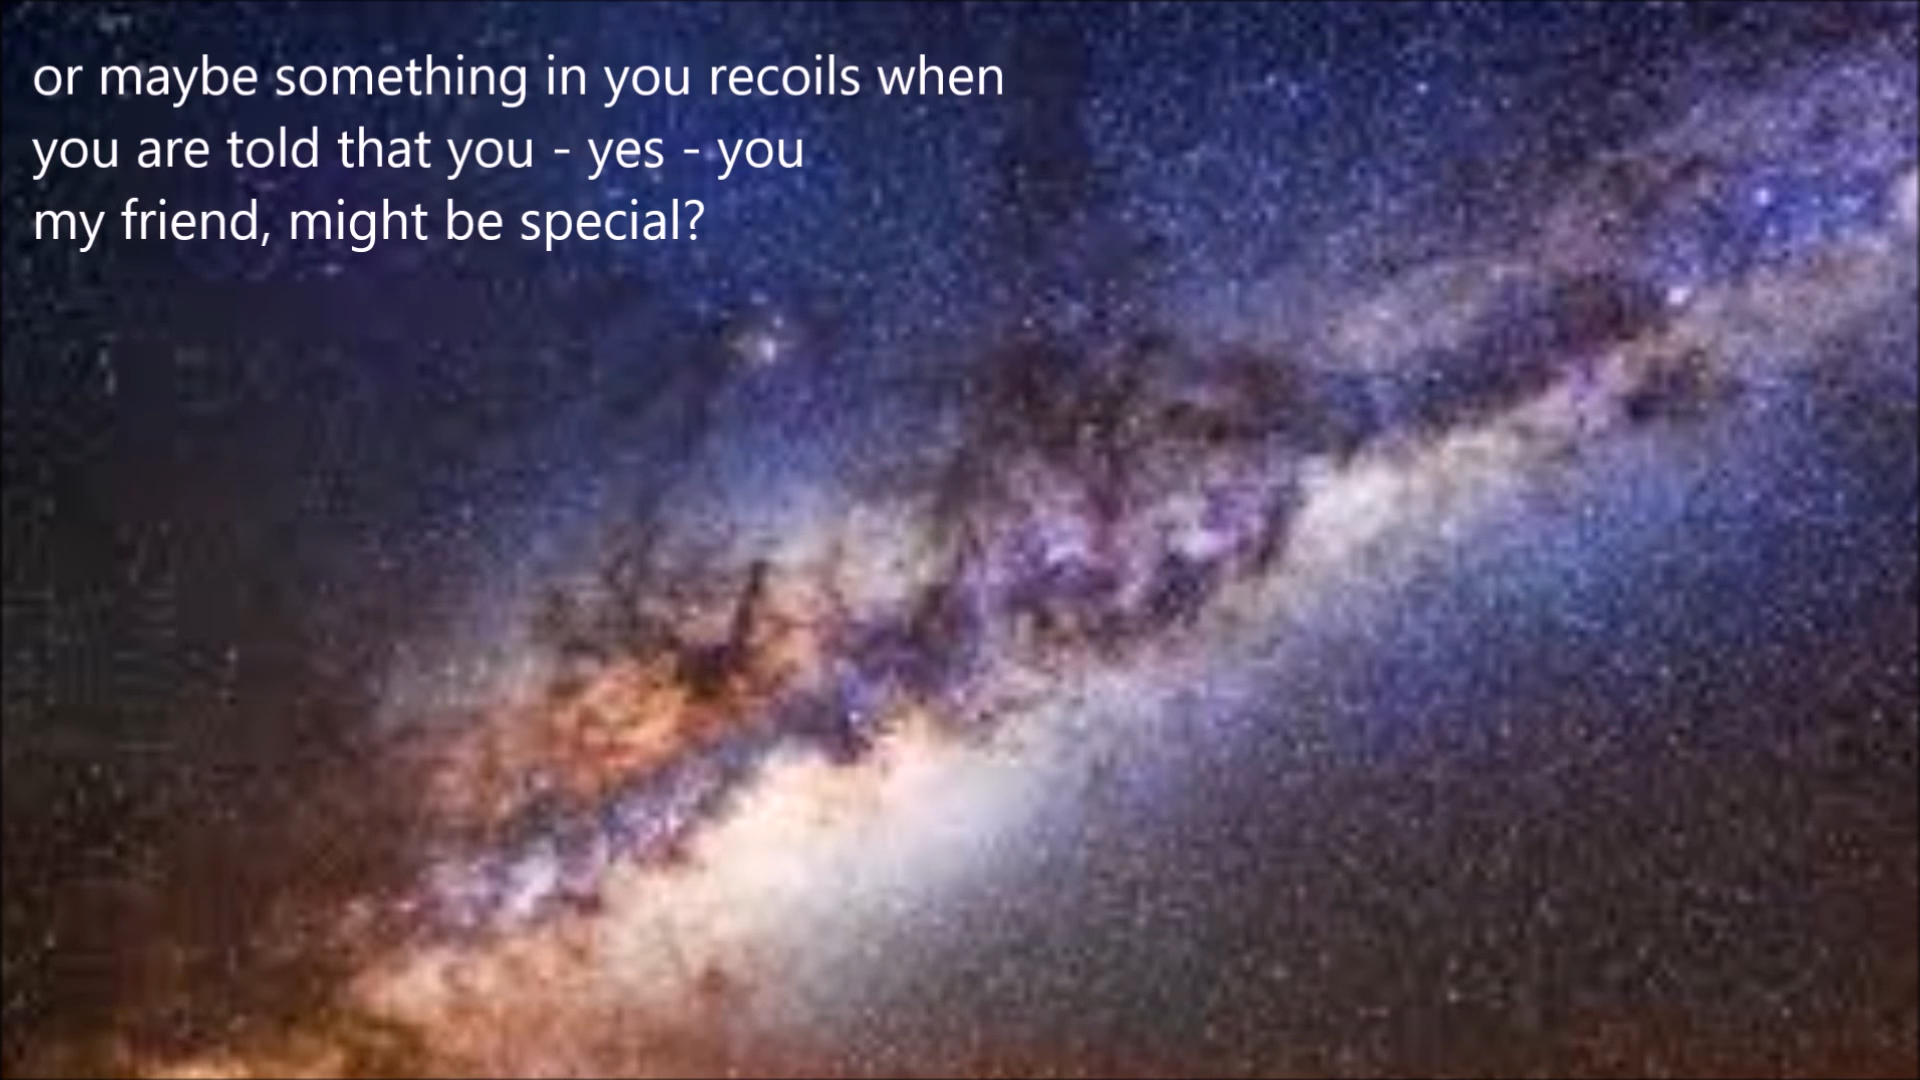 or maybe something in you recoils when
you are told that you - yes - you
my friend, might be special?